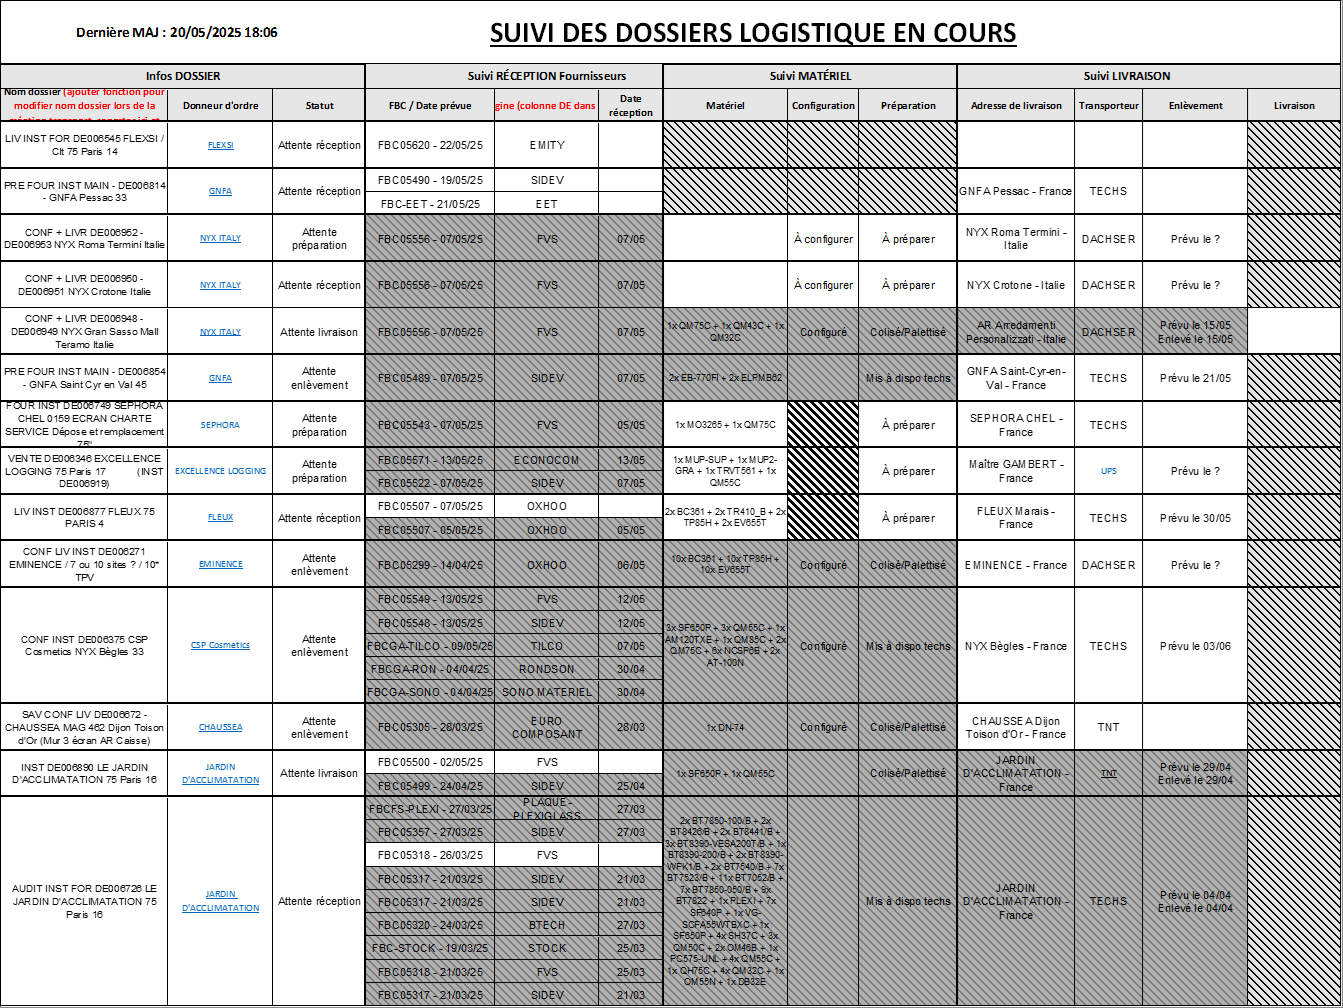 Dernière MAJ : 20/05/2025 18:06
SUIVI DES DOSSIERS LOGISTIQUE EN COURS
Infos DOSSIER
Suivi RÉCEPTION Fournisseurs
Suivi MATÉRIEL
Suivi LIVRAISON
Nom dossier (ajouter fonction pour
modifier nom dossier lors de la
Donneur d'ordre
Statut
FBC / Date prévue
gine (colonne DE dans
Date
réception
Matériel
Configuration
Préparation
Adresse de livraison
Transporteur
Enlèvement
Livraison
LIV INST FOR DE006545 FLEXSI /
Clt 75 Paris 14
FLEXSI
Attente réception
FBC05620 - 22/05/25
EMITY
PRE FOUR INST MAIN - DE006814
- GNFA Pessac 33
GNFA
Attente réception
FBC05490 - 19/05/25
SIDEV
FBC-EET - 21/05/25
EET
GNFA Pessac - France
TECHS
CONF + LIVR DE006952 -
DE006953 NYX Roma Termini Italie
NYX ITALY
Attente
préparation
FBC05556 - 07/05/25
FVS
07/05
À configurer
À préparer
NYX Roma Termini -
Italie
DACHSER
Prévu le ?
CONF + LIVR DE006950 -
DE006951 NYX Crotone Italie
NYX ITALY
Attente réception
FBC05556 - 07/05/25
FVS
07/05
À configurer
À préparer
NYX Crotone - Italie
DACHSER
Prévu le ?
CONF + LIVR DE006948 -
DE006949 NYX Gran Sasso Mall
Teramo Italie
NYX ITALY
Attente livraison
FBC05556 - 07/05/25
FVS
07/05
1x QM75C + 1x QM43C + 1x
QM32C
Configuré
Colisé/Palettisé
AR Arredamenti
Personalizzati - Italie
DACHSER
Prévu le 15/05
Enlevé le 15/05
PRE FOUR INST MAIN - DE006854
- GNFA Saint Cyr en Val 45
GNFA
Attente
enlèvement
FBC05489 - 07/05/25
SIDEV
07/05
2x EB-770FI + 2x ELPMB62
Mis à dispo techs
GNFA Saint-Cyr-en-
Val - France
TECHS
Prévu le 21/05
FOUR INST DE006749 SEPHORA
CHEL 0159 ECRAN CHARTE
SERVICE Dépose et remplacement
75"
SEPHORA
Attente
préparation
FBC05543 - 07/05/25
FVS
05/05
1x MO3265 + 1x QM75C
À préparer
SEPHORA CHEL -
France
TECHS
VENTE DE006346 EXCELLENCE
LOGGING 75 Paris 17 (INST
DE006919)
EXCELLENCE LOGGING
Attente
préparation
FBC05571 - 13/05/25
ECONOCOM
13/05
FBC05522 - 07/05/25
SIDEV
07/05
1x MUP-SUP + 1x MUP2-
GRA + 1x TRVT561 + 1x
QM55C
À préparer
Maître GAMBERT -
France
UPS
Prévu le ?
LIV INST DE006877 FLEUX 75
PARIS 4
FLEUX
Attente réception
FBC05507 - 07/05/25
OXHOO
FBC05507 - 05/05/25
OXHOO
05/05
2x BC361 + 2x TR410_B + 2x
TP85H + 2x EV655T
À préparer
FLEUX Marais -
France
TECHS
Prévu le 30/05
CONF LIV INST DE006271
EMINENCE / 7 ou 10 sites ? / 10*
TPV
EMINENCE
Attente
enlèvement
FBC05299 - 14/04/25
OXHOO
06/05
10x BC361 + 10x TP85H +
10x EV655T
Configuré
Colisé/Palettisé
EMINENCE - France
DACHSER
Prévu le ?
CONF INST DE006375 CSP
Cosmetics NYX Bègles 33
CSP Cosmetics
Attente
enlèvement
FBC05549 - 13/05/25
FVS
12/05
FBC05548 - 13/05/25
SIDEV
12/05
FBCGA-TILCO - 09/05/25
TILCO
07/05
FBCGA-RON - 04/04/25
RONDSON
30/04
FBCGA-SONO - 04/04/25
SONO MATERIEL
30/04
3x SF650P + 3x QM55C + 1x
AM120TXE + 1x QM85C + 2x
QM75C + 6x NCSP6B + 2x
AT-100N
Configuré
Mis à dispo techs
NYX Bègles - France
TECHS
Prévu le 03/06
SAV CONF LIV DE006672 -
CHAUSSEA MAG 462 Dijon Toison
d'Or (Mur 3 écran AR Caisse)
CHAUSSEA
Attente
enlèvement
FBC05305 - 28/03/25
EURO
COMPOSANT
28/03
1x DN-74
Configuré
Colisé/Palettisé
CHAUSSEA Dijon
Toison d'Or - France
TNT
INST DE006890 LE JARDIN
D'ACCLIMATATION 75 Paris 16
JARDIN
D'ACCLIMATATION
Attente livraison
FBC05500 - 02/05/25
FVS
FBC05499 - 24/04/25
SIDEV
25/04
1x SF650P + 1x QM55C
Colisé/Palettisé
JARDIN
D'ACCLIMATATION -
France
TNT
Prévu le 29/04
Enlevé le 29/04
AUDIT INST FOR DE006726 LE
JARDIN D'ACCLIMATATION 75
Paris 16
JARDIN
D'ACCLIMATATION
Attente réception
FBCFS-PLEXI - 27/03/25
PLAQUE -
PLEXIGLASS
27/03
FBC05357 - 27/03/25
SIDEV
27/03
FBC05318 - 26/03/25
FVS
FBC05317 - 21/03/25
SIDEV
21/03
FBC05317 - 21/03/25
SIDEV
21/03
FBC05320 - 24/03/25
BTECH
27/03
FBC-STOCK - 19/03/25
STOCK
25/03
FBC05318 - 21/03/25
FVS
25/03
FBC05317 - 21/03/25
SIDEV
21/03
2x BT7850-100/B + 2x
BT8426/B + 2x BT8441/B +
3x BT8390-VESA200T/B + 1x
BT8390-200/B + 2x BT8390-
WFK1/B + 2x BT7540/B + 7x
BT7523/B + 11x BT7052/B +
7x BT7850-050/B + 9x
BT7822 + 1x PLEXI + 7x
SF640P + 1x VG-
SCFA55WTBXC + 1x
SF650P + 4x SH37C + 3x
QM50C + 2x OM46B + 1x
PC575-UNL + 4x QM55C +
1x QH75C + 4x QM32C + 1x
OM55N + 1x DB32E
Mis à dispo techs
JARDIN
D'ACCLIMATATION -
France
TECHS
Prévu le 04/04
Enlevé le 04/04